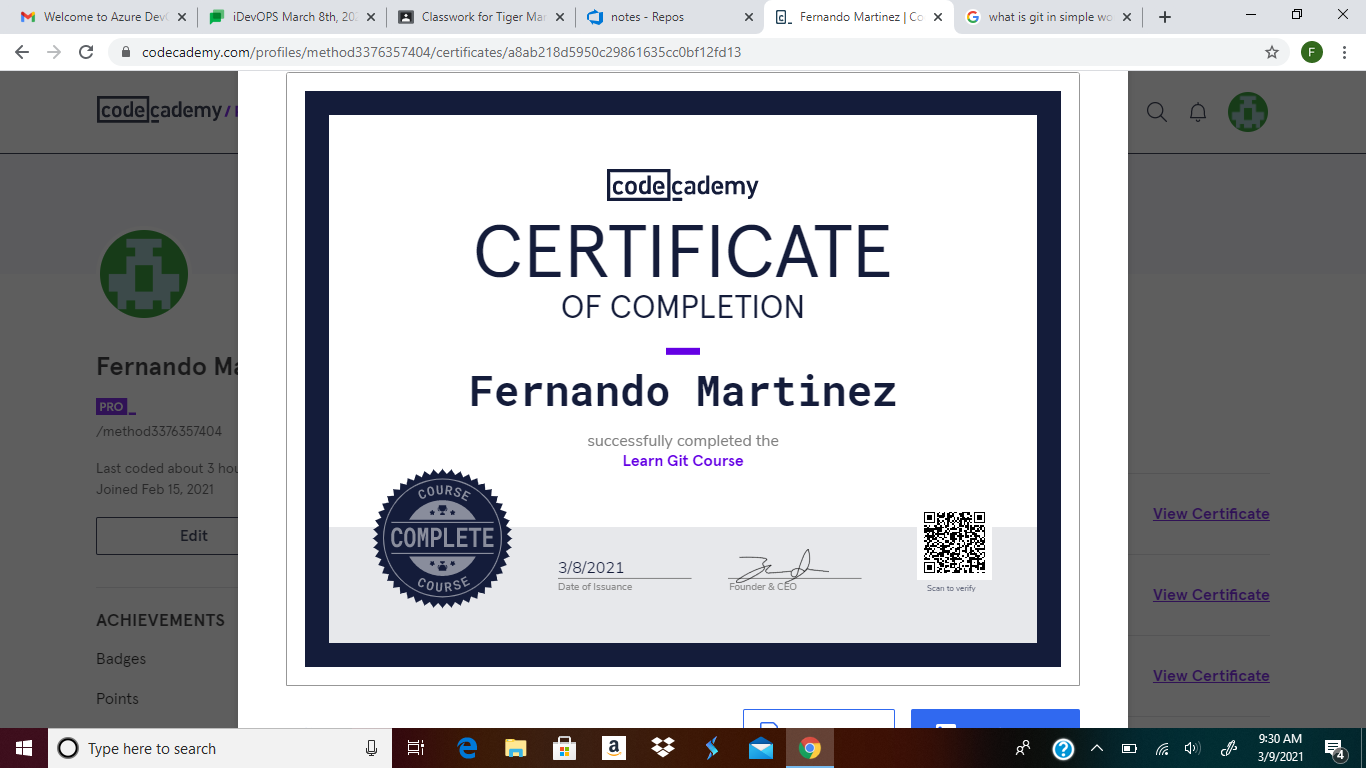 Welcome to Azure Dev
iDevOPS March 8th, 20
Classwork for Tiger Mar
notes - Repos
Fernando Martinez | Co
what is git in simple wo
codecademy.com/profiles/method3376357404/certificates/a8ab218d5950c29861635cc0bf12fd13
F
codecademy /
codecademy
CERTIFICATE
OF COMPLETION
Fernando Martinez
successfully completed the
Learn Git Course
COURSE
COMPLETE
COURSE
3/8/2021
Date of Issuance
Founder & CEO
Scan to verify
Fernando Ma
PRO
/method3376357404
Last coded about 3 hou
Joined Feb 15, 2021
Edit
ACHIEVEMENTS
Badges
Points
View Certificate
View Certificate
View Certificate
Type here to search
9:30 AM
3/9/2021
4